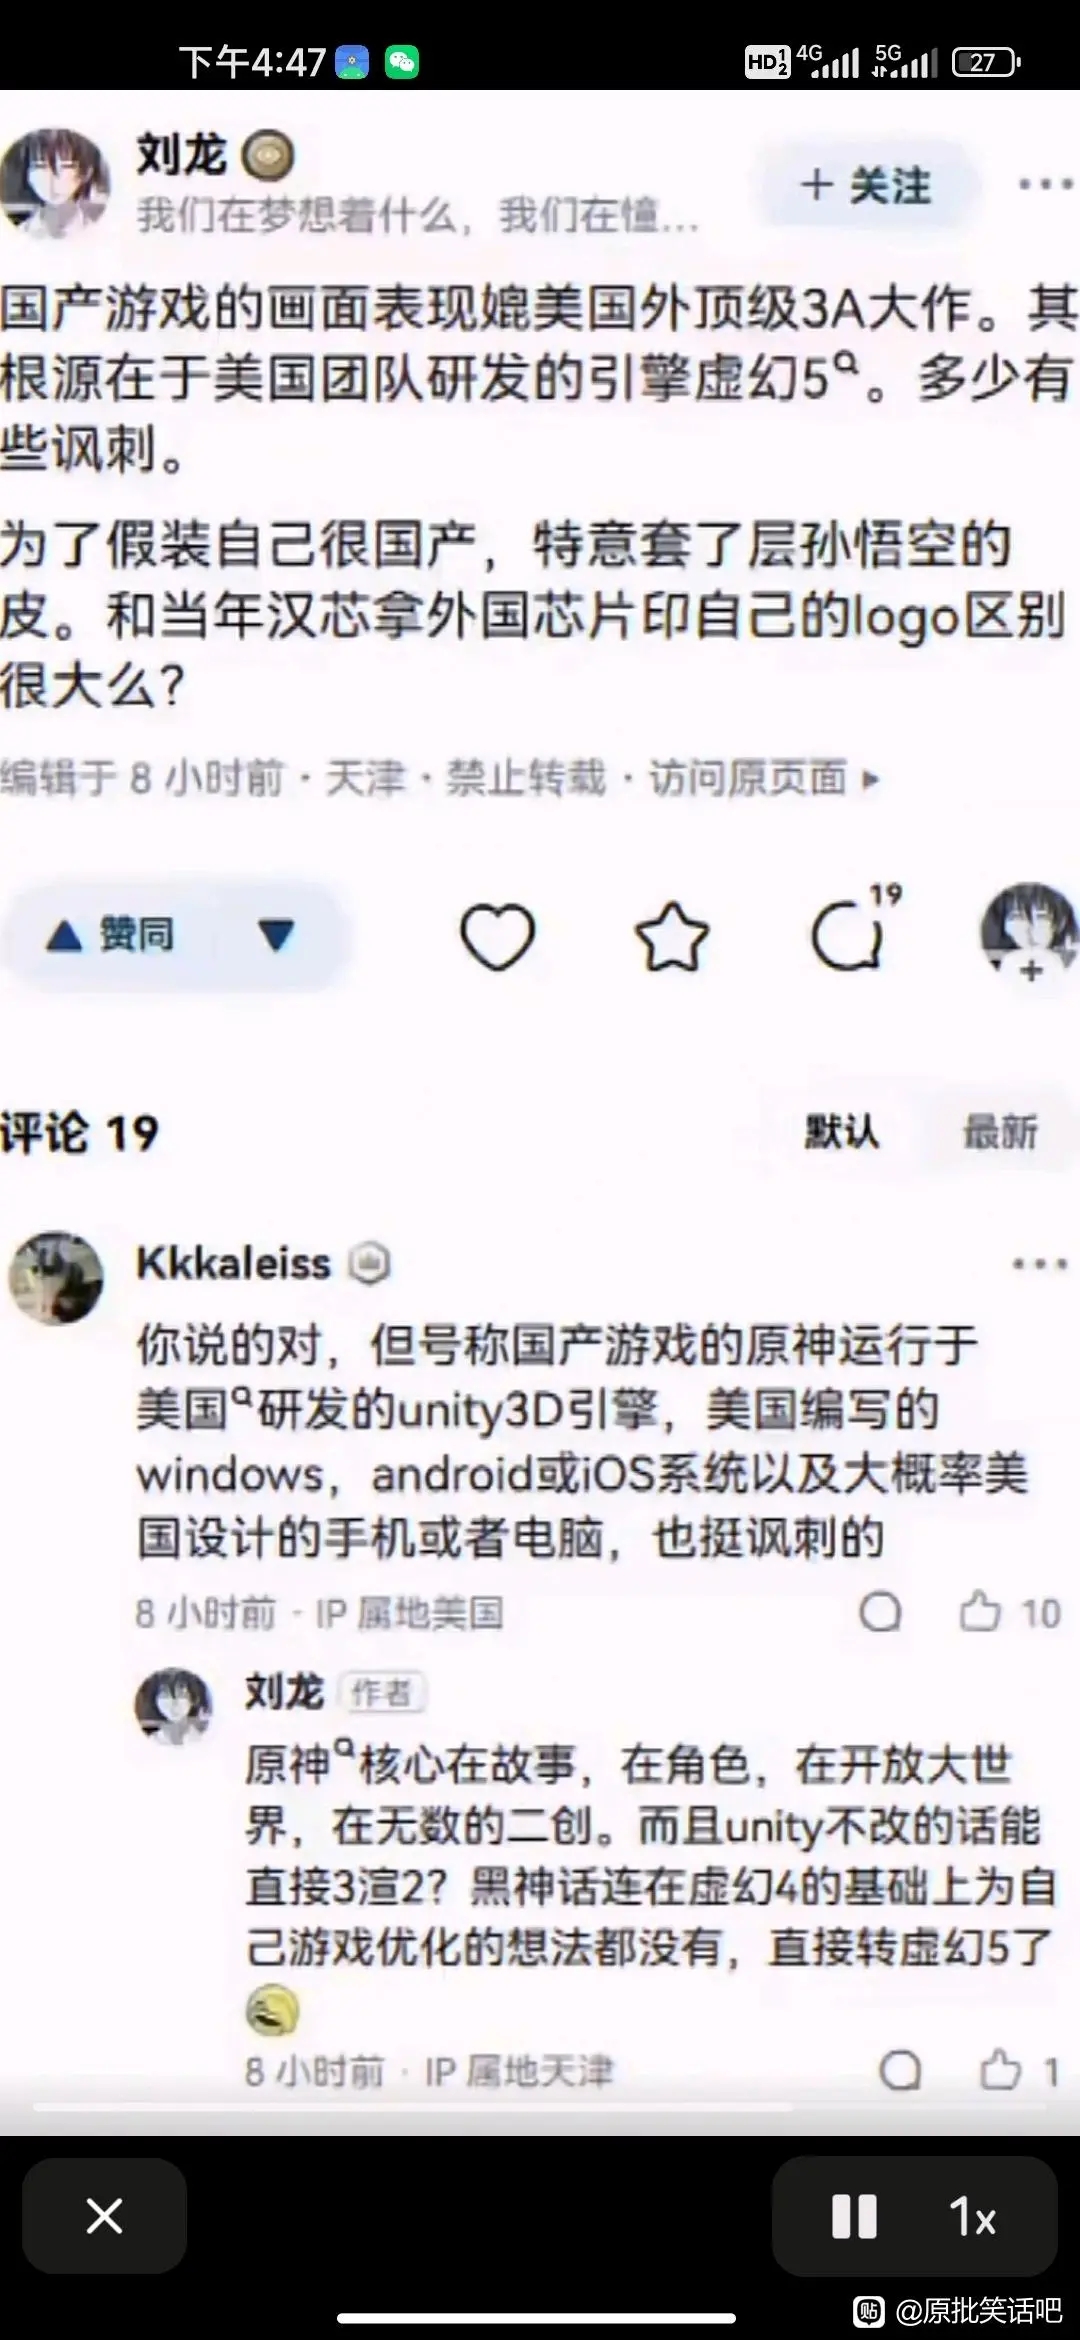 下午4:47
HD 1 2 4G 5G 27
刘龙
我们在梦想着什么，我们在憧...
+ 关注
国产游戏的画面表现媲美国外顶级3A大作。其
根源在于美国团队研发的引擎虚幻5。多少有
些讽刺。
为了假装自己很国产，特意套了层孙悟空的
皮。和当年汉芯拿外国芯片印自己的logo区别
很大么？
编辑于 8 小时前 · 天津 · 禁止转载 · 访问原页面
赞同
19
评论 19
默认 最新
Kkkaleiss
你说的对，但号称国产游戏的原神运行于
美国研发的unity3D引擎，美国编写的
windows，android或iOS系统以及大概率美
国设计的手机或者电脑，也挺讽刺的
8 小时前 · IP 属地美国 10
刘龙 作者
原神核心在故事，在角色，在开放大世
界，在无数的二创。而且unity不改的话能
直接3渲2？黑神话连在虚幻4的基础上为自
己游戏优化的想法都没有，直接转虚幻5了
8 小时前 · IP 属地天津 1
1x
贴 @原批笑话吧